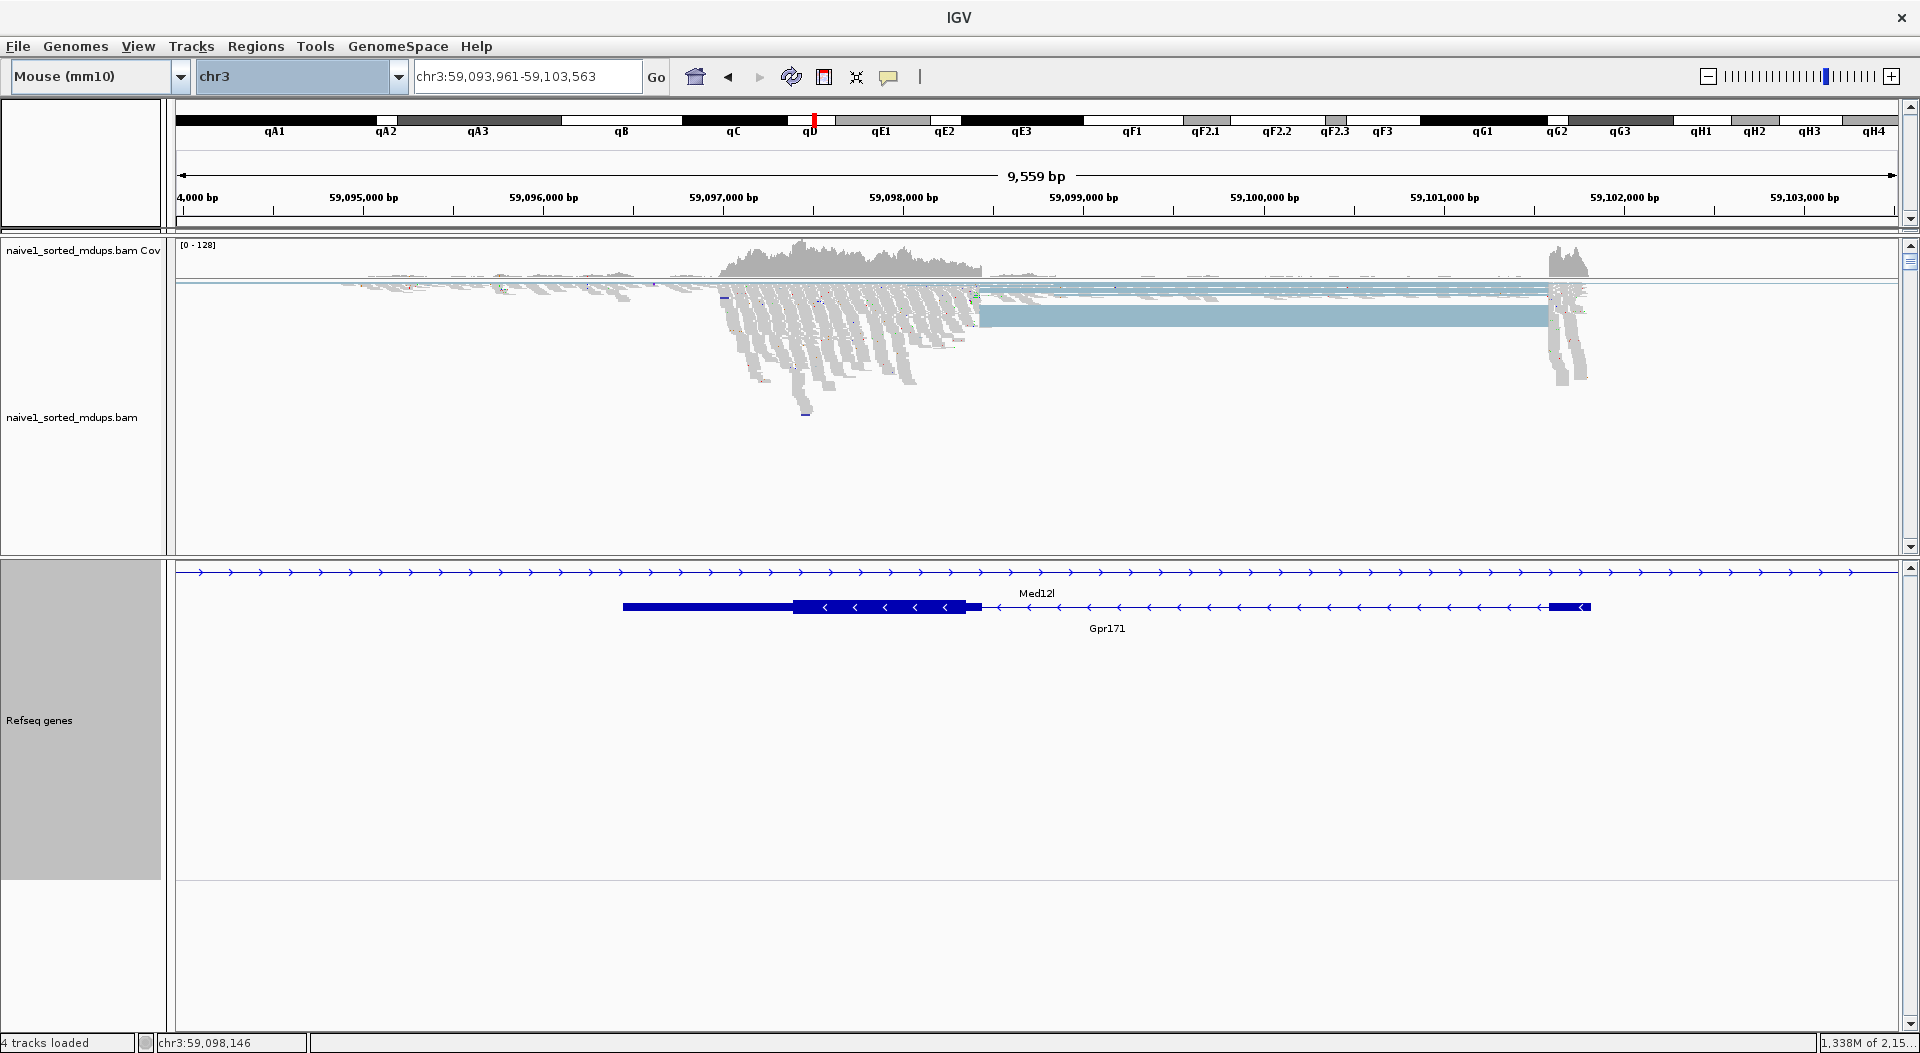 IGV
File Genomes View Tracks Regions Tools GenomeSpace Help
Mouse (mm10) chr3 chr3:59,093,961-59,103,563 Go
qA1 qA2 qA3 qB qC qD qE1 qE2 qE3 qF1 qF2.1 qF2.2 qF2.3 qF3 qG1 qG2 qG3 qH1 qH2 qH3 qH4
9,559 bp
4,000 bp 59,095,000 bp 59,096,000 bp 59,097,000 bp 59,098,000 bp 59,099,000 bp 59,100,000 bp 59,101,000 bp 59,102,000 bp 59,103,000 bp
naive1_sorted_mdups.bam Cov [0 - 128]
naive1_sorted_mdups.bam
Med12l
Gpr171
Refseq genes
4 tracks loaded chr3:59,098,146 1,338M of 2,15...